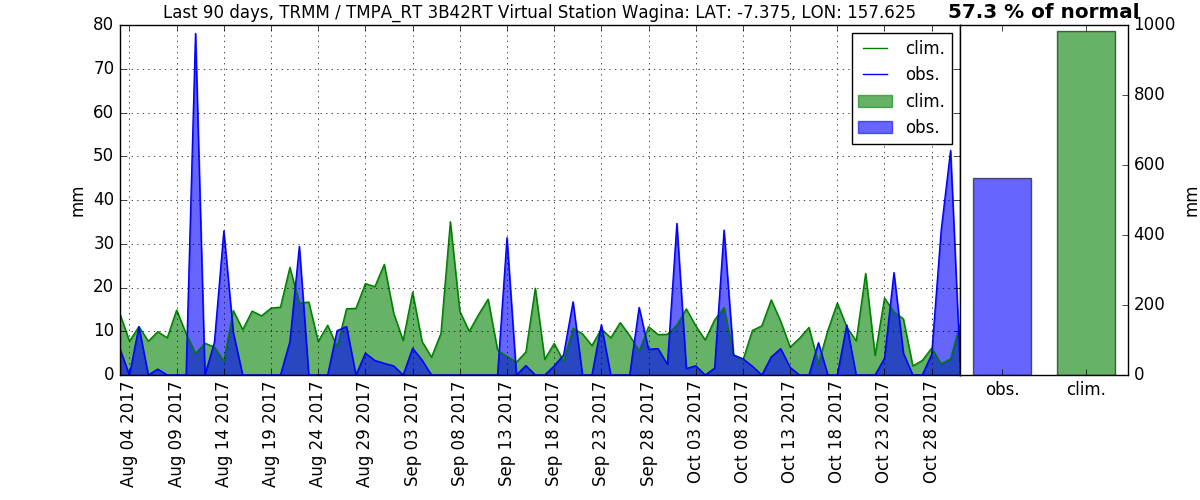 Last 90 days, TRMM / TMPA_RT 3B42RT Virtual Station Wagina: LAT: -7.375, LON: 157.625
57.3 % of normal
clim.
obs.
clim.
obs.
mm
80
70
60
50
40
30
20
10
0
Aug 04 2017
Aug 09 2017
Aug 14 2017
Aug 19 2017
Aug 24 2017
Aug 29 2017
Sep 03 2017
Sep 08 2017
Sep 13 2017
Sep 18 2017
Sep 23 2017
Sep 28 2017
Oct 03 2017
Oct 08 2017
Oct 13 2017
Oct 18 2017
Oct 23 2017
Oct 28 2017
1000
800
600
400
200
0
mm
obs.
clim.